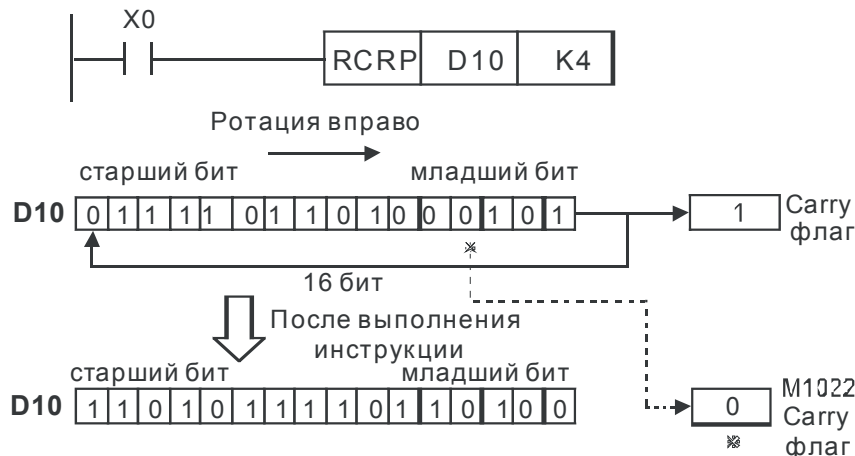 X0
RCRP D10 K4
Ротация вправо
старший бит младший бит
D10 0 1 1 1 1 0 1 1 0 1 0 0 0 1 0 1 1 Carry флаг
16 бит
После выполнения
инструкции
старший бит младший бит
D10 1 1 0 1 0 1 1 1 1 0 1 1 0 1 0 0 0 M1022
Carry
флаг